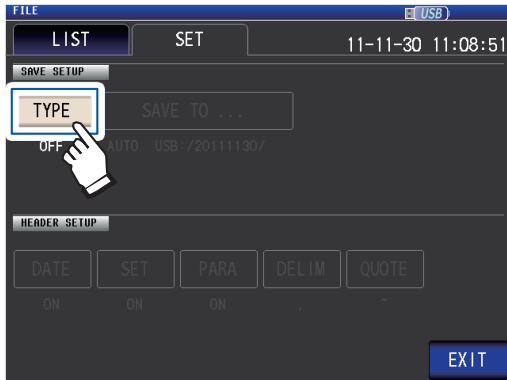 FILE USB
LIST SET 11-11-30 11:08:51
SAVE SETUP
TYPE SAVE TO ...
OFF AUTO USB:/20111130/
HEADER SETUP
DATE SET PARA DELIM QUOTE
ON ON ON , ~
EXIT